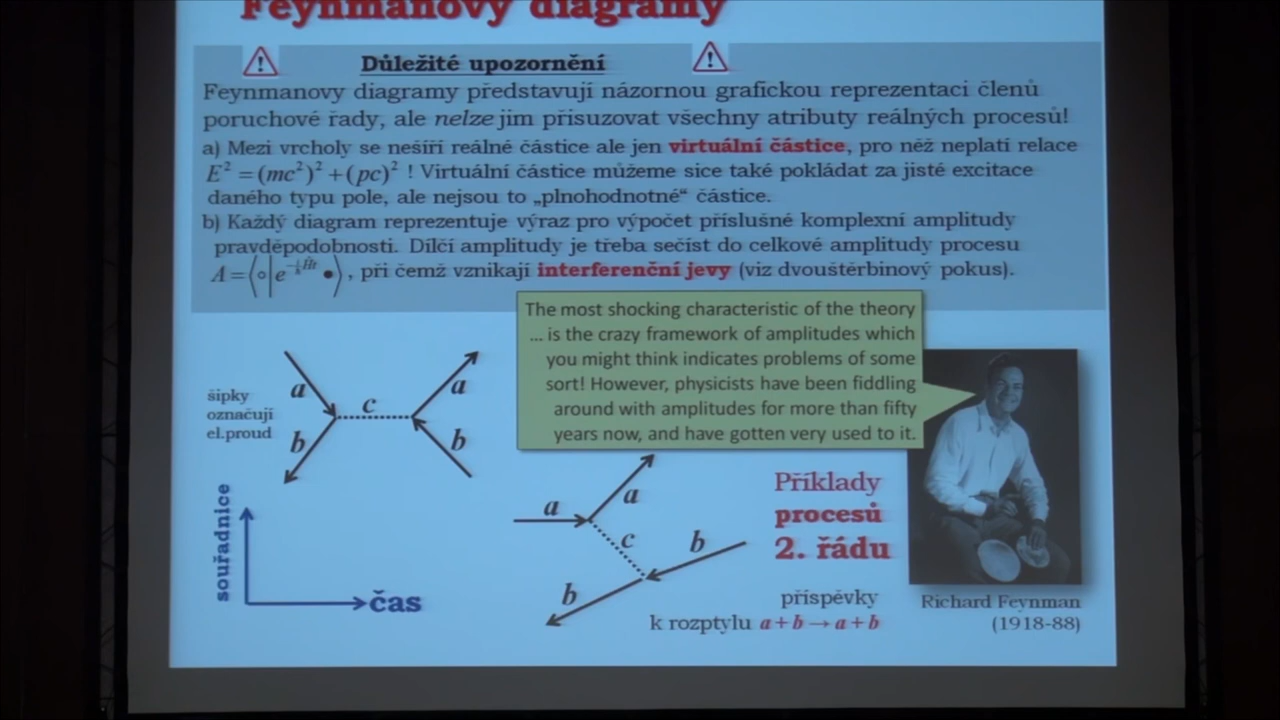 Feynmanovy diagramy
Důležité upozornění
Feynmanovy diagramy představují názornou grafickou reprezentaci členů
poruchové řady, ale nelze jim přisuzovat všechny atributy reálných procesů!
a) Mezi vrcholy se nešíří reálné částice ale jen virtuální částice, pro něž neplatí relace
E² = (mc²)² + (pc)² ! Virtuální částice můžeme sice také pokládat za jisté excitace
daného typu pole, ale nejsou to „plnohodnotné“ částice.
b) Každý diagram reprezentuje výraz pro výpočet příslušné komplexní amplitudy
pravděpodobnosti. Dílčí amplitudy je třeba sečíst do celkové amplitudy procesu
, při čemž vznikají interferenční jevy (viz dvouštěrbinový pokus).
The most shocking characteristic of the theory
... is the crazy framework of amplitudes which
you might think indicates problems of some
sort! However, physicists have been fiddling
around with amplitudes for more than fifty
years now, and have gotten very used to it.
šipky
označují
el.proud
a
b
c
a
b
a
a
c
b
b
souřadnice
čas
Příklady
procesů
2. řádu
příspěvky
k rozptylu a+b→a+b
Richard Feynman
(1918-88)